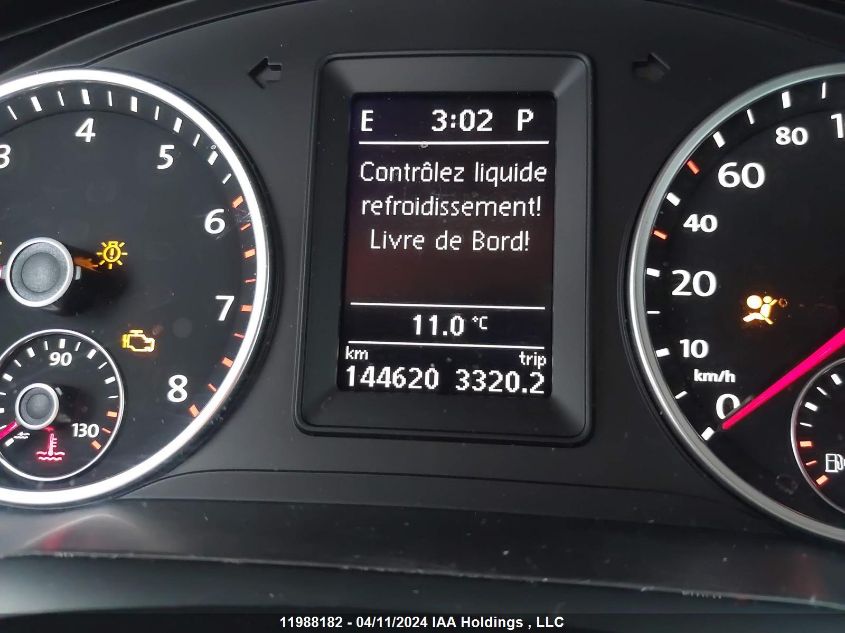 3 4 5 6 7 8
90 130
E 3:02 P
Contrôlez liquide
refroidissement!
Livre de Bord!
11.0 °C
km trip
144620 3320.2
0 10 20 40 60 80
km/h
11988182 - 04/11/2024 IAA Holdings , LLC